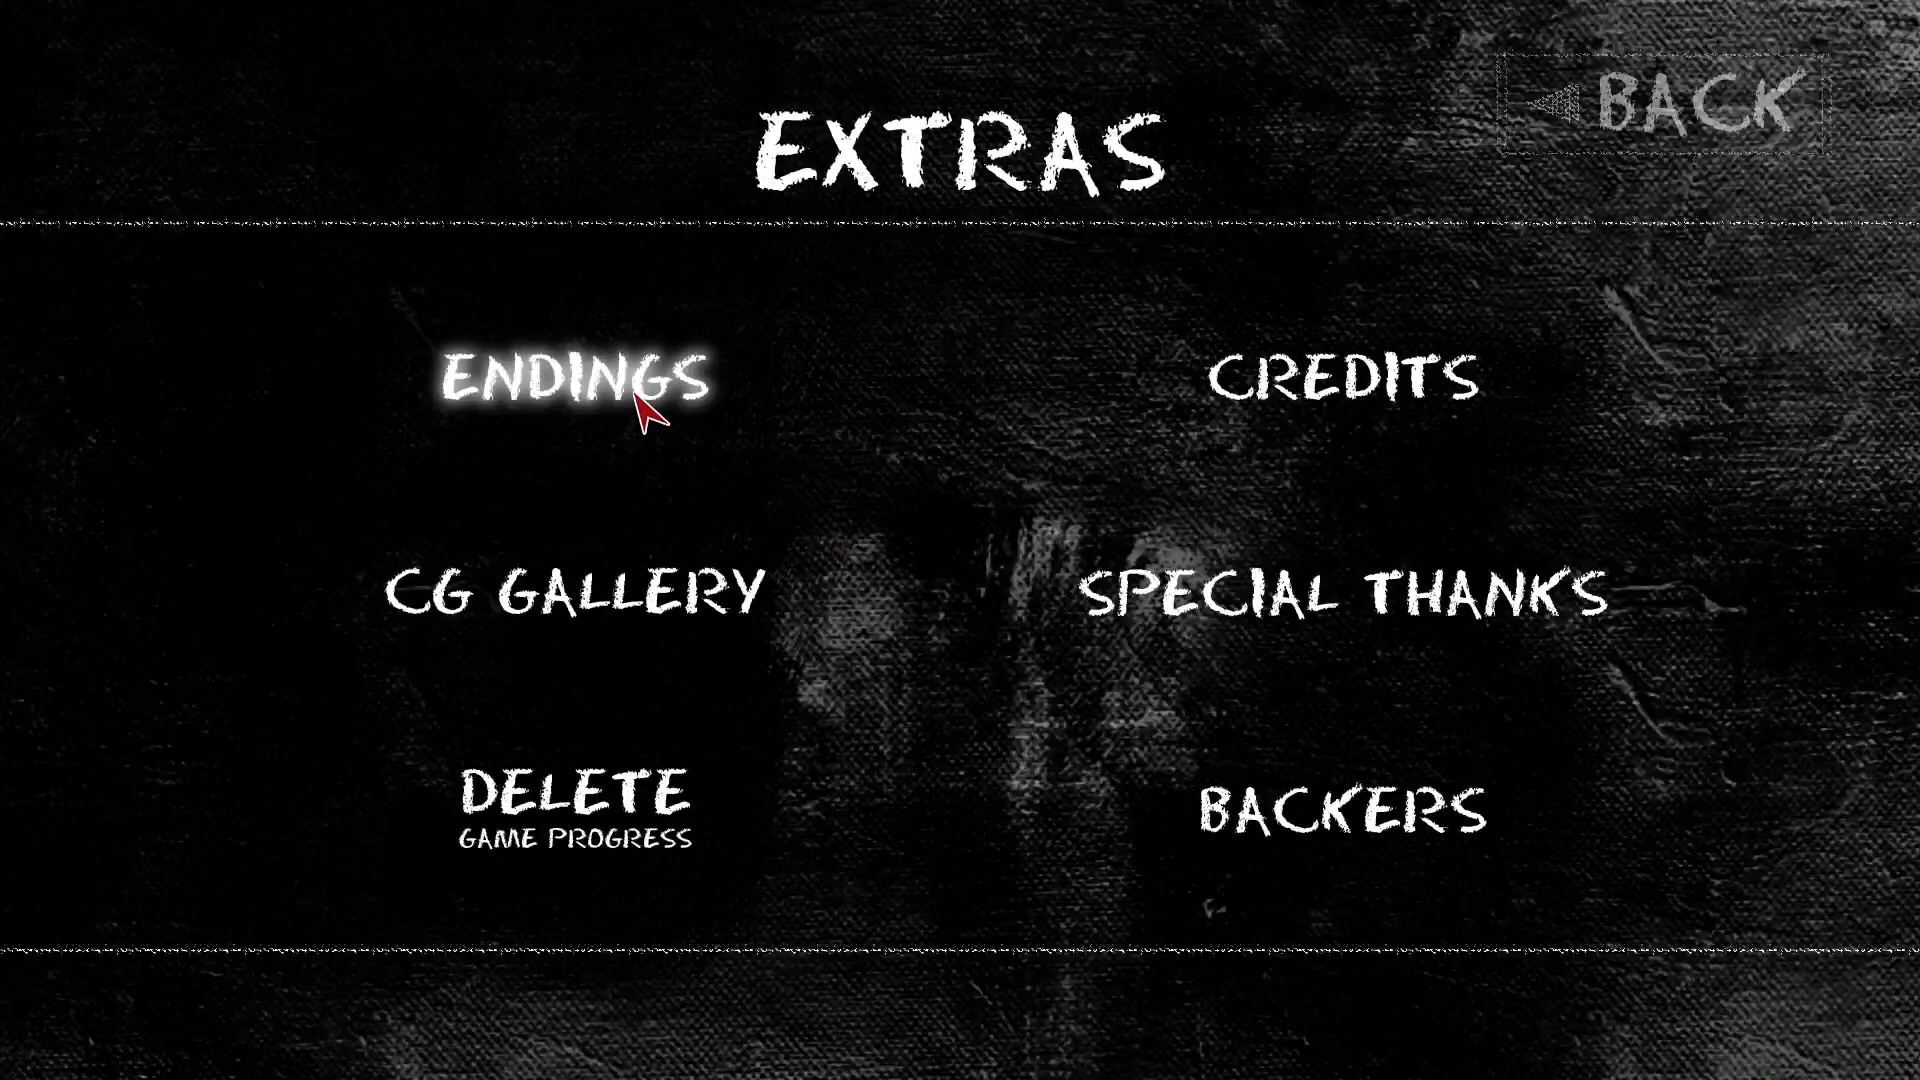 BACK
EXTRAS
ENDINGS
CREDITS
CG GALLERY
SPECIAL THANKS
DELETE
GAME PROGRESS
BACKERS